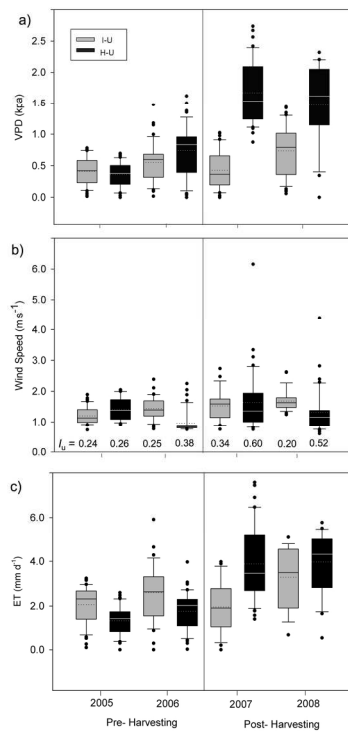 a)
I-U
H-U
2.5
2.0
1.5
1.0
0.5
0.0
VPD (kpa)
b)
6.0
5.0
4.0
3.0
2.0
1.0
Wind Speed (m s-1)
Iu = 0.24 0.26 0.25 0.38 0.34 0.60 0.20 0.52
c)
6.0
4.0
2.0
0.0
ET (mm d-1)
2005 2006 2007 2008
Pre- Harvesting Post- Harvesting